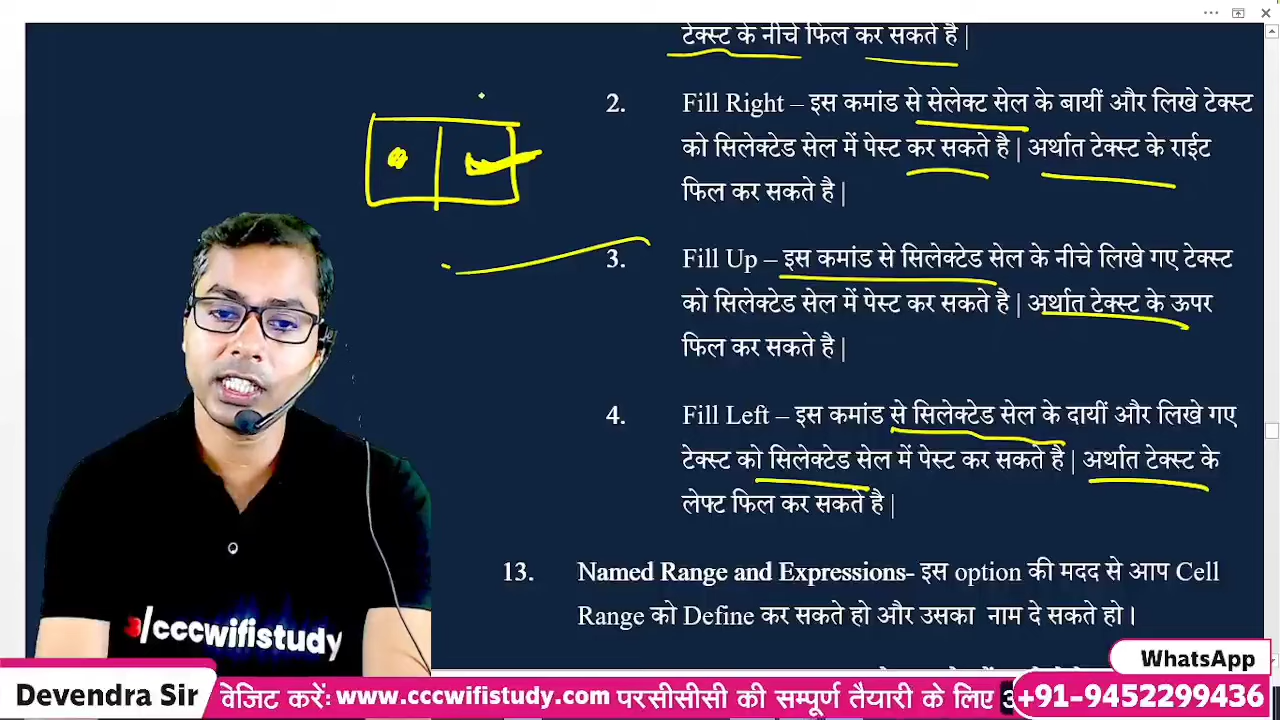 टेक्स्ट के नीचे फिल कर सकते है |
2. Fill Right – इस कमांड से सेलेक्ट सेल के बायीं और लिखे टेक्स्ट
को सिलेक्टेड सेल में पेस्ट कर सकते है | अर्थात टेक्स्ट के राईट
फिल कर सकते है |
3. Fill Up – इस कमांड से सिलेक्टेड सेल के नीचे लिखे गए टेक्स्ट
को सिलेक्टेड सेल में पेस्ट कर सकते है | अर्थात टेक्स्ट के ऊपर
फिल कर सकते है |
4. Fill Left – इस कमांड से सिलेक्टेड सेल के दायीं और लिखे गए
टेक्स्ट को सिलेक्टेड सेल में पेस्ट कर सकते है | अर्थात टेक्स्ट के
लेफ्ट फिल कर सकते है |
13. Named Range and Expressions- इस option की मदद से आप Cell
Range को Define कर सकते हो और उसका नाम दे सकते हो।
/cccwifistudy
WhatsApp
Devendra Sir वेजिट करें: www.cccwifistudy.com परसीसीसी की सम्पूर्ण तैयारी के लिए +91-9452299436